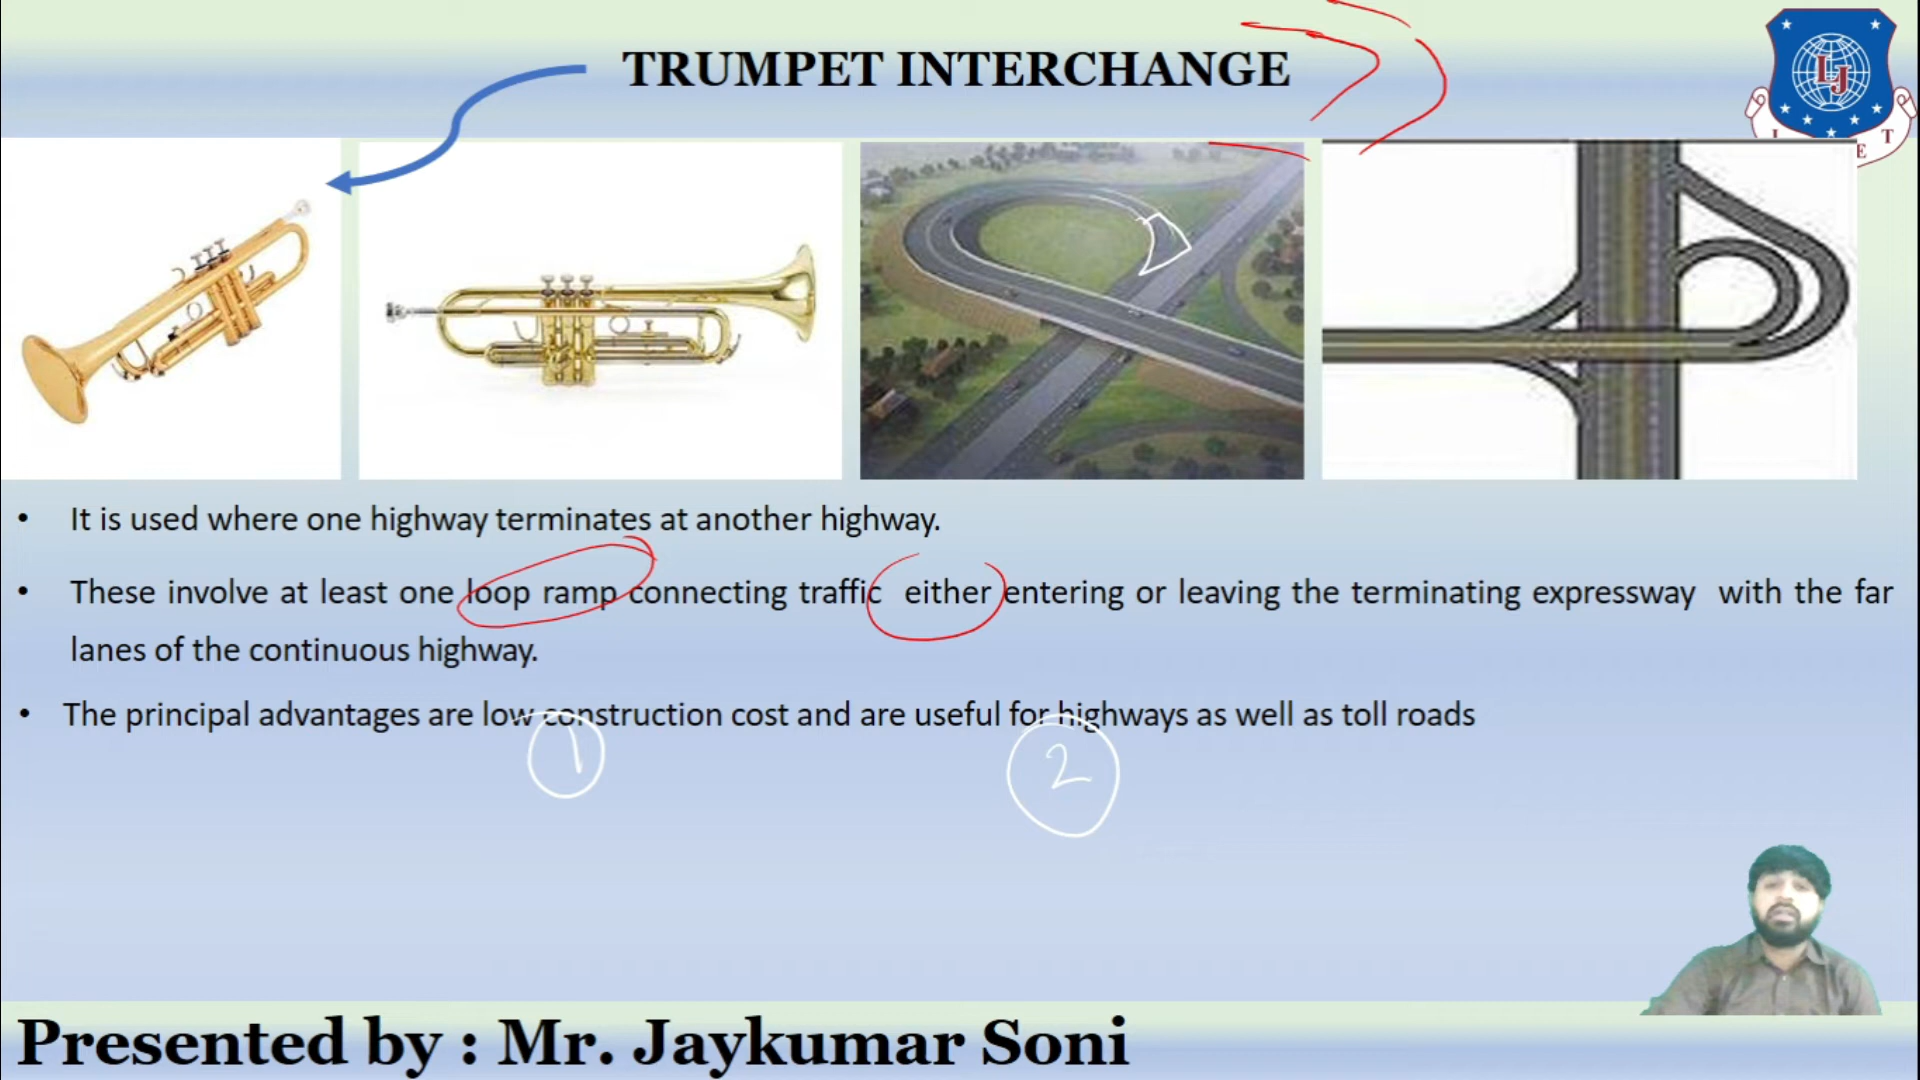 TRUMPET INTERCHANGE
LJ
I T
E
• It is used where one highway terminates at another highway.
• These involve at least one loop ramp connecting traffic either entering or leaving the terminating expressway with the far
lanes of the continuous highway.
• The principal advantages are low construction cost and are useful for highways as well as toll roads
1 2
Presented by : Mr. Jaykumar Soni